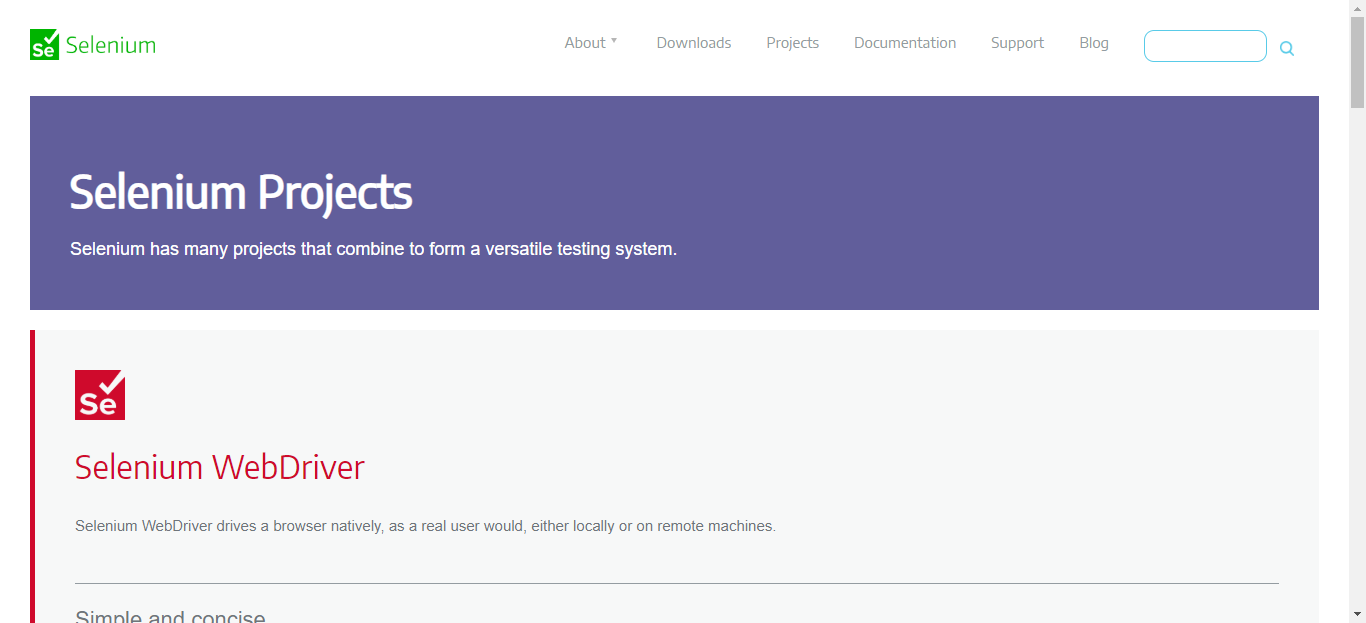 Se Selenium
About Downloads Projects Documentation Support Blog
Selenium Projects
Selenium has many projects that combine to form a versatile testing system.
Se
Selenium WebDriver
Selenium WebDriver drives a browser natively, as a real user would, either locally or on remote machines.
Simple and concise